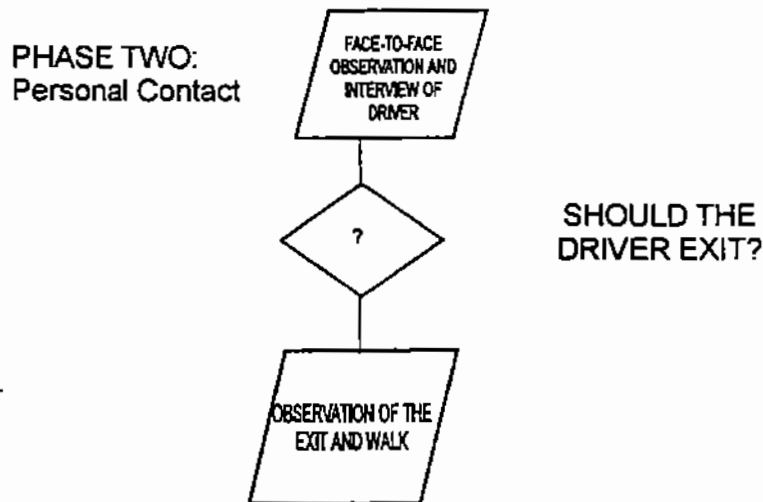 PHASE TWO:
Personal Contact
FACE-TO-FACE
OBSERVATION AND
INTERVIEW OF
DRIVER
?
SHOULD THE
DRIVER EXIT?
OBSERVATION OF THE
EXIT AND WALK